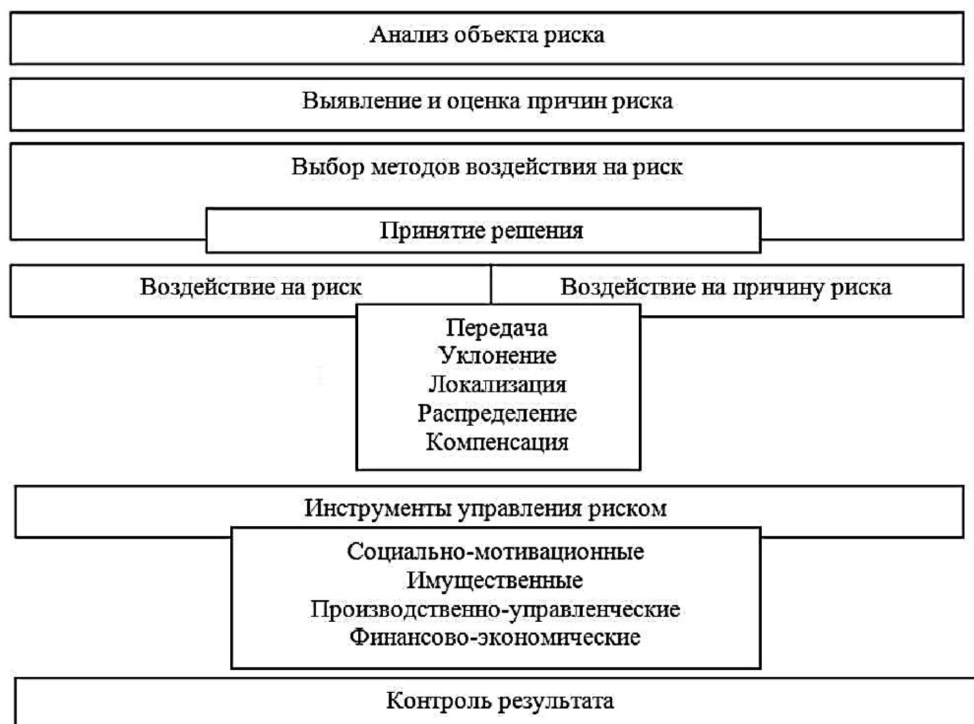 Анализ объекта риска
Выявление и оценка причин риска
Выбор методов воздействия на риск
Принятие решения
Воздействие на риск
Воздействие на причину риска
Передача
Уклонение
Локализация
Распределение
Компенсация
Инструменты управления риском
Социально-мотивационные
Имущественные
Производственно-управленческие
Финансово-экономические
Контроль результата